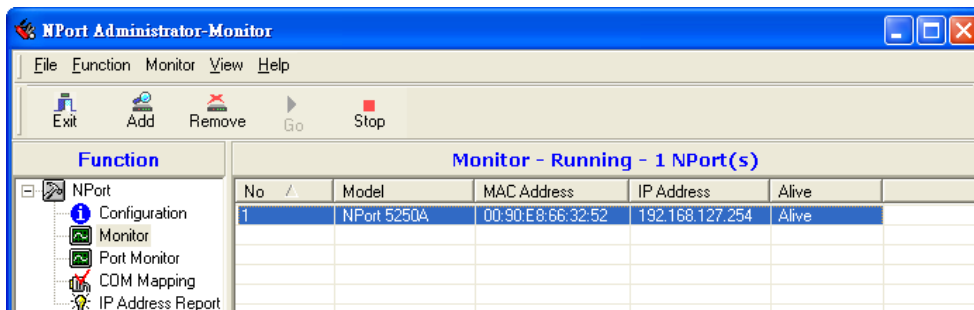 NPort Administrator-Monitor
File Function Monitor View Help
Exit Add Remove Go Stop
Function
Monitor - Running - 1 NPort(s)
NPort
Configuration
Monitor
Port Monitor
COM Mapping
IP Address Report
No Model MAC Address IP Address Alive
1 NPort 5250A 00:90:E8:66:32:52 192.168.127.254 Alive